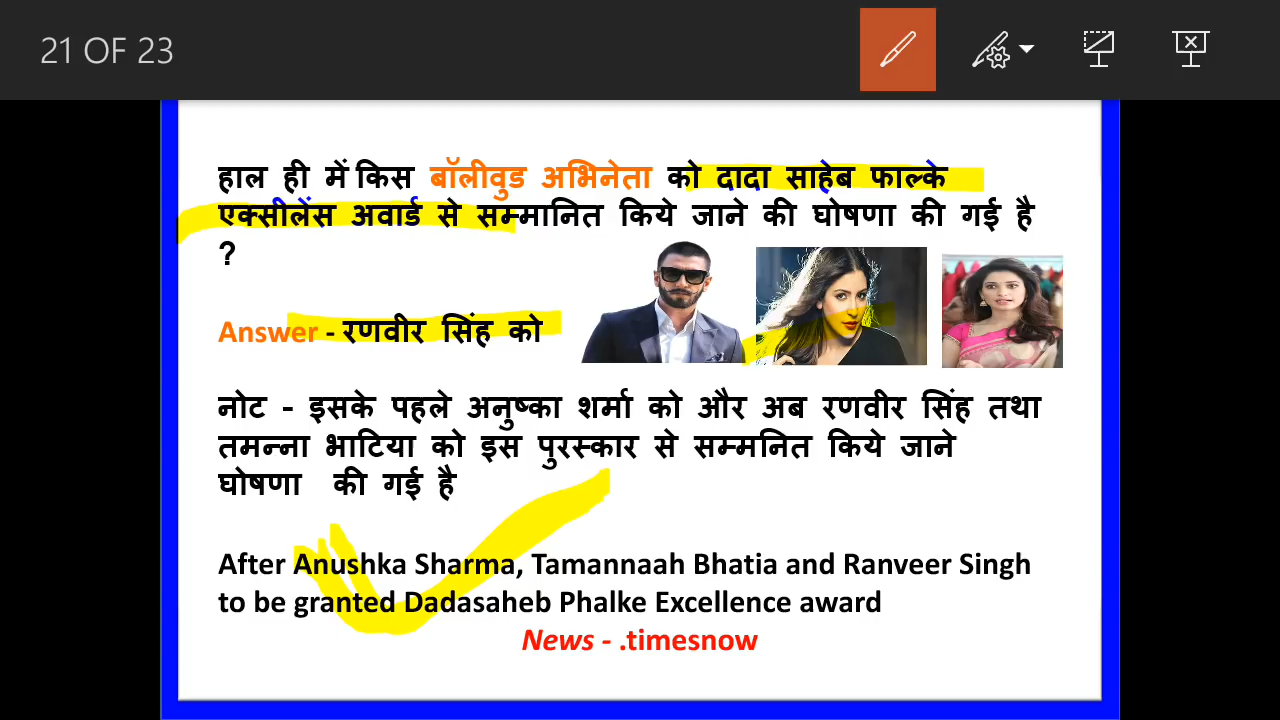 21 OF 23
हाल ही में किस बॉलीवुड अभिनेता को दादा साहेब फाल्के
एक्सीलेंस अवार्ड से सम्मानित किये जाने की घोषणा की गई है
?
Answer - रणवीर सिंह को
नोट - इसके पहले अनुष्का शर्मा को और अब रणवीर सिंह तथा
तमन्ना भाटिया को इस पुरस्कार से सम्मनित किये जाने
घोषणा की गई है
After Anushka Sharma, Tamannaah Bhatia and Ranveer Singh
to be granted Dadasaheb Phalke Excellence award
News - .timesnow